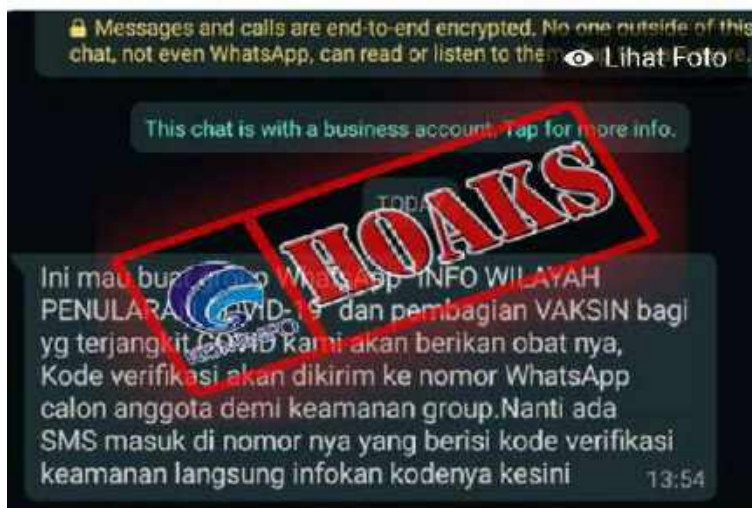 Messages and calls are end-to-end encrypted. No one outside of this
chat, not even WhatsApp, can read or listen to them.
Lihat Foto
This chat is with a business account. Tap for more info.
TODAY
HOAKS
KOMINFO
Ini mau buat group WhatsApp INFO WILAYAH
PENULARAN COVID-19 dan pembagian VAKSIN bagi
yg terjangkit COVID kami akan berikan obat nya,
Kode verifikasi akan dikirim ke nomor WhatsApp
calon anggota demi keamanan group.Nanti ada
SMS masuk di nomor nya yang berisi kode verifikasi
keamanan langsung infokan kodenya kesini
13:54